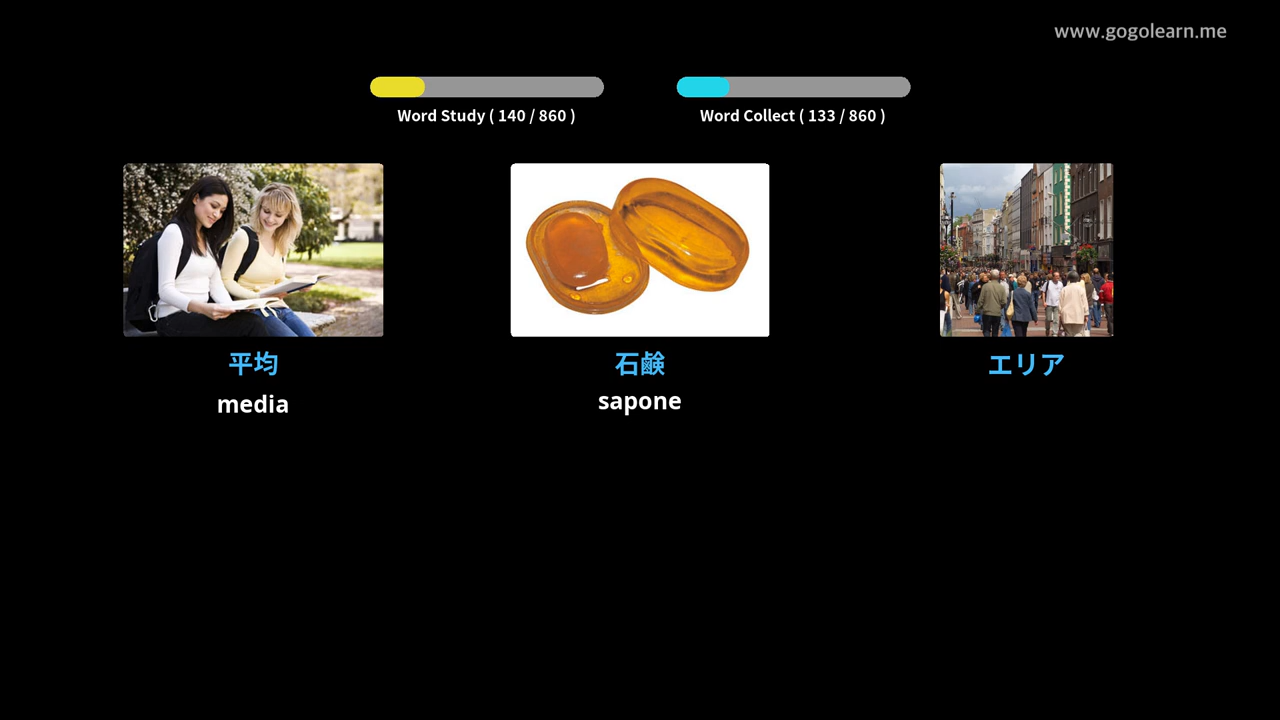 www.gogolearn.me
Word Study ( 140 / 860 )
Word Collect ( 133 / 860 )
平均
石鹸
エリア
media
sapone